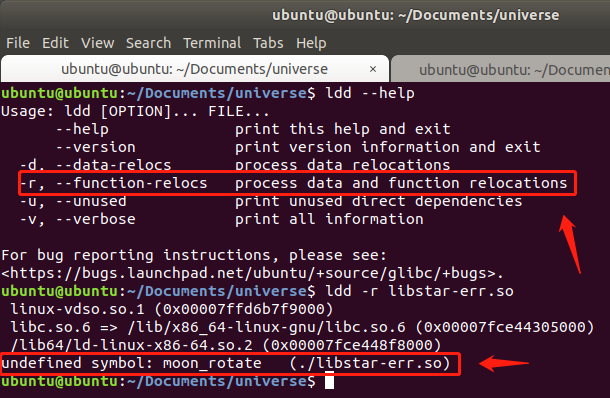 ubuntu@ubuntu: ~/Documents/universe
File Edit View Search Terminal Tabs Help
ubuntu@ubuntu: ~/Documents/universe × ubuntu@ubuntu: ~/Documents/univers
ubuntu@ubuntu:~/Documents/universe$ ldd --help
Usage: ldd [OPTION]... FILE...
--help print this help and exit
--version print version information and exit
-d, --data-relocs process data relocations
-r, --function-relocs process data and function relocations
-u, --unused print unused direct dependencies
-v, --verbose print all information
For bug reporting instructions, please see:
<https://bugs.launchpad.net/ubuntu/+source/glibc/+bugs>.
ubuntu@ubuntu:~/Documents/universe$ ldd -r libstar-err.so
linux-vdso.so.1 (0x00007ffd6b7f9000)
libc.so.6 => /lib/x86_64-linux-gnu/libc.so.6 (0x00007fce44305000)
/lib64/ld-linux-x86-64.so.2 (0x00007fce448f8000)
undefined symbol: moon_rotate (./libstar-err.so)
ubuntu@ubuntu:~/Documents/universe$